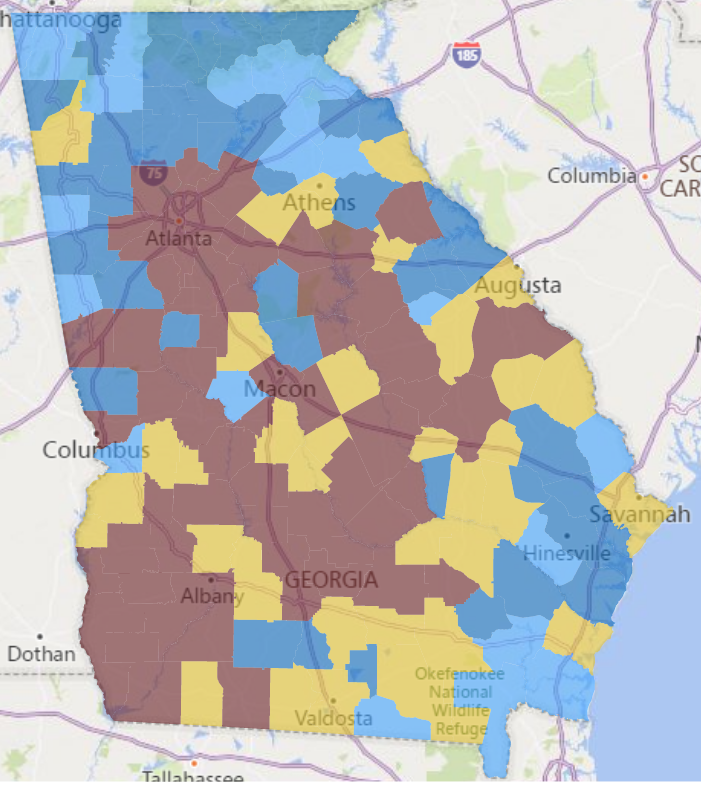 hattanooga
185
Columbia
SO
CAR
75
Athens
Atlanta
Augusta
Macon
Columbus
Savannah
Hinesville
GEORGIA
Albany
Dothan
Okefenokee
National
Wildlife
Refuge
Valdosta
Tallahassee